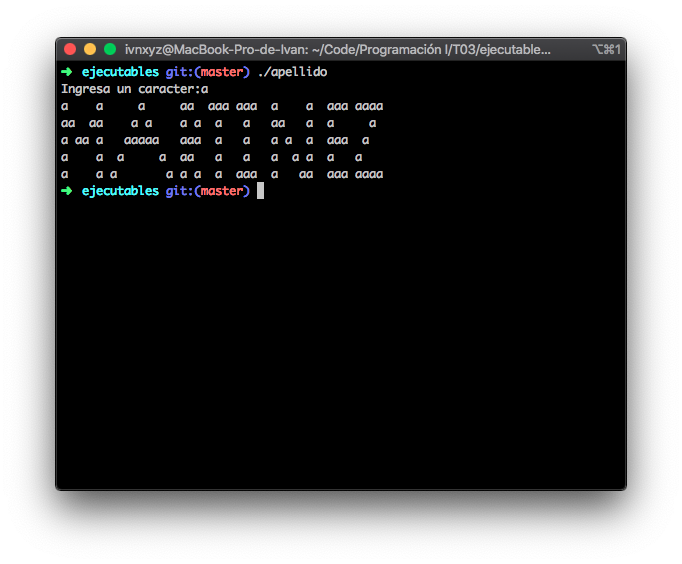 ivnxyz@MacBook-Pro-de-Ivan: ~/Code/Programación I/T03/ejecutable... ⌥⌘1
➜  ejecutables git:(master) ./apellido
Ingresa un caracter:a
a    a     a     aa  aaa aaa  a    a  aaa aaaa
aa  aa    a a    a a  a   a   aa   a  a     a
a aa a   aaaaa   aaa  a   a   a a  a  aaa  a
a    a  a     a  aa   a   a   a  a a  a   a
a    a a       a a a  a  aaa  a   aa  aaa aaaa
➜  ejecutables git:(master)